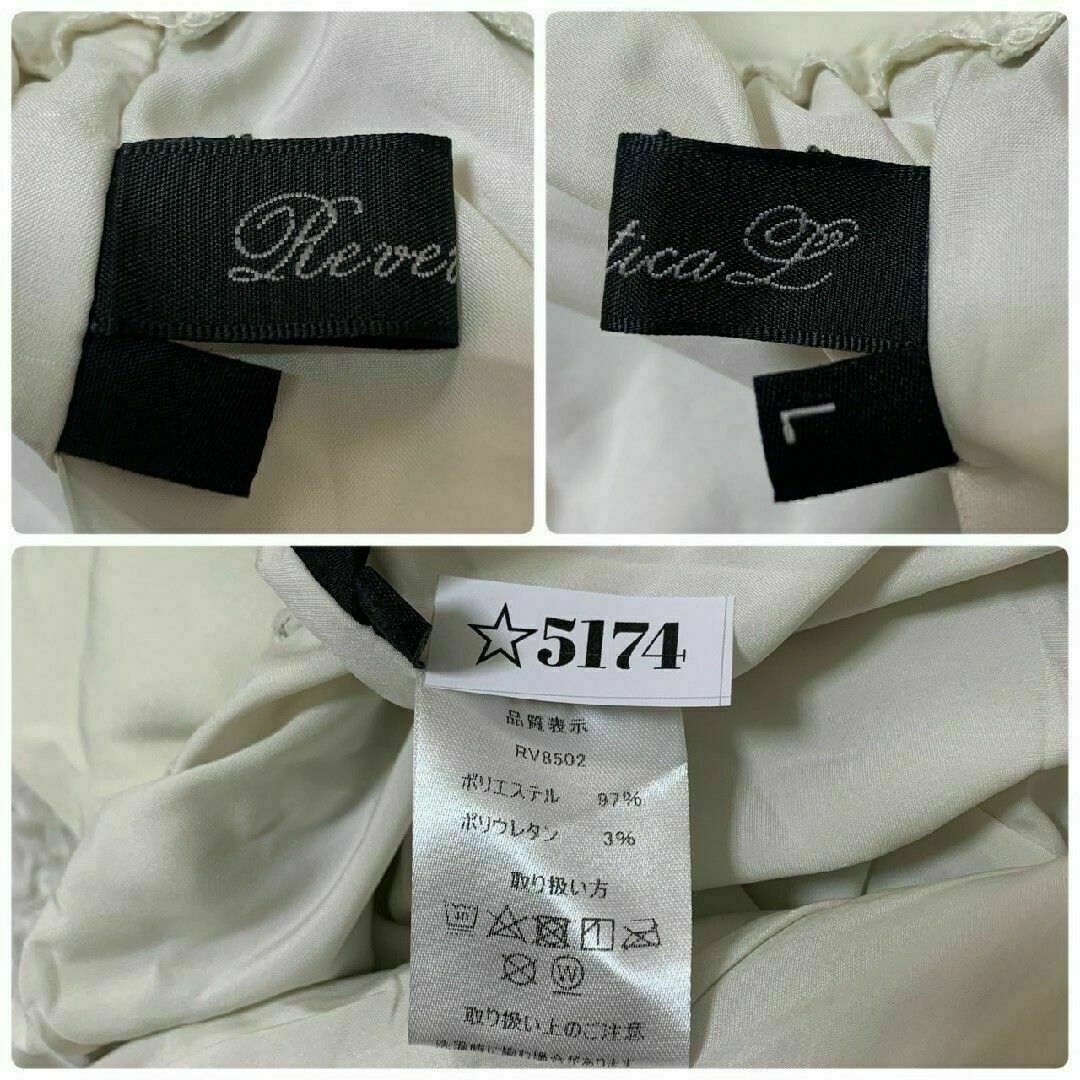 Rever
tica L
L
☆5174
品質表示
RV8502
ポリエステル 97%
ポリウレタン 3%
取り扱い方
取り扱い上のご注意